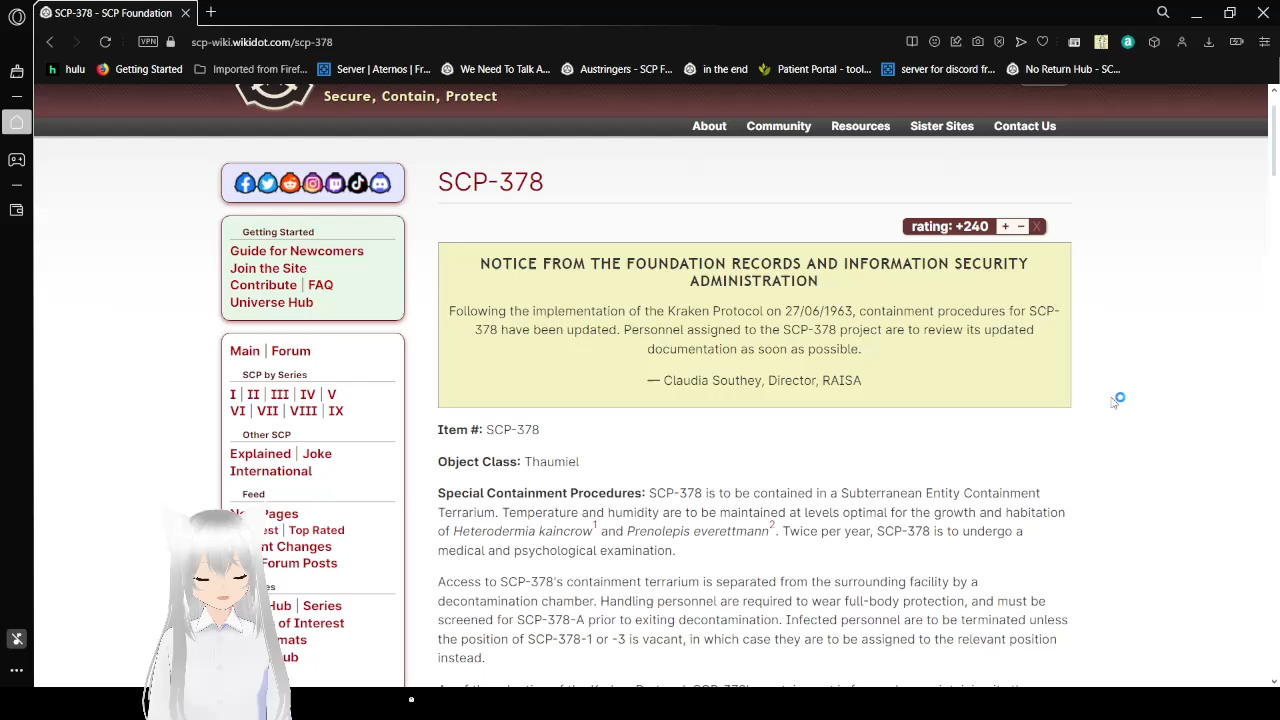 SCP-378 - SCP Foundation
VPN
scp-wiki.wikidot.com/scp-378
hulu
Getting Started
Imported from Firef...
Server | Aternos | Fr...
We Need To Talk A...
Austringers - SCP F...
in the end
Patient Portal - tool...
server for discord fr...
No Return Hub - SC...
Secure, Contain, Protect
About
Community
Resources
Sister Sites
Contact Us
SCP-378
rating: +240 + − X
Getting Started
Guide for Newcomers
Join the Site
Contribute | FAQ
Universe Hub
Main | Forum
SCP by Series
I | II | III | IV | V
VI | VII | VIII | IX
Other SCP
Explained | Joke
International
Feed
Pages
est | Top Rated
nt Changes
Forum Posts
es
Hub | Series
of Interest
mats
ub
NOTICE FROM THE FOUNDATION RECORDS AND INFORMATION SECURITY
ADMINISTRATION
Following the implementation of the Kraken Protocol on 27/06/1963, containment procedures for SCP-
378 have been updated. Personnel assigned to the SCP-378 project are to review its updated
documentation as soon as possible.
— Claudia Southey, Director, RAISA
Item #: SCP-378
Object Class: Thaumiel
Special Containment Procedures: SCP-378 is to be contained in a Subterranean Entity Containment
Terrarium. Temperature and humidity are to be maintained at levels optimal for the growth and habitation
of Heterodermia kaincrow1 and Prenolepis everettmann2. Twice per year, SCP-378 is to undergo a
medical and psychological examination.
Access to SCP-378's containment terrarium is separated from the surrounding facility by a
decontamination chamber. Handling personnel are required to wear full-body protection, and must be
screened for SCP-378-A prior to exiting decontamination. Infected personnel are to be terminated unless
the position of SCP-378-1 or -3 is vacant, in which case they are to be assigned to the relevant position
instead.